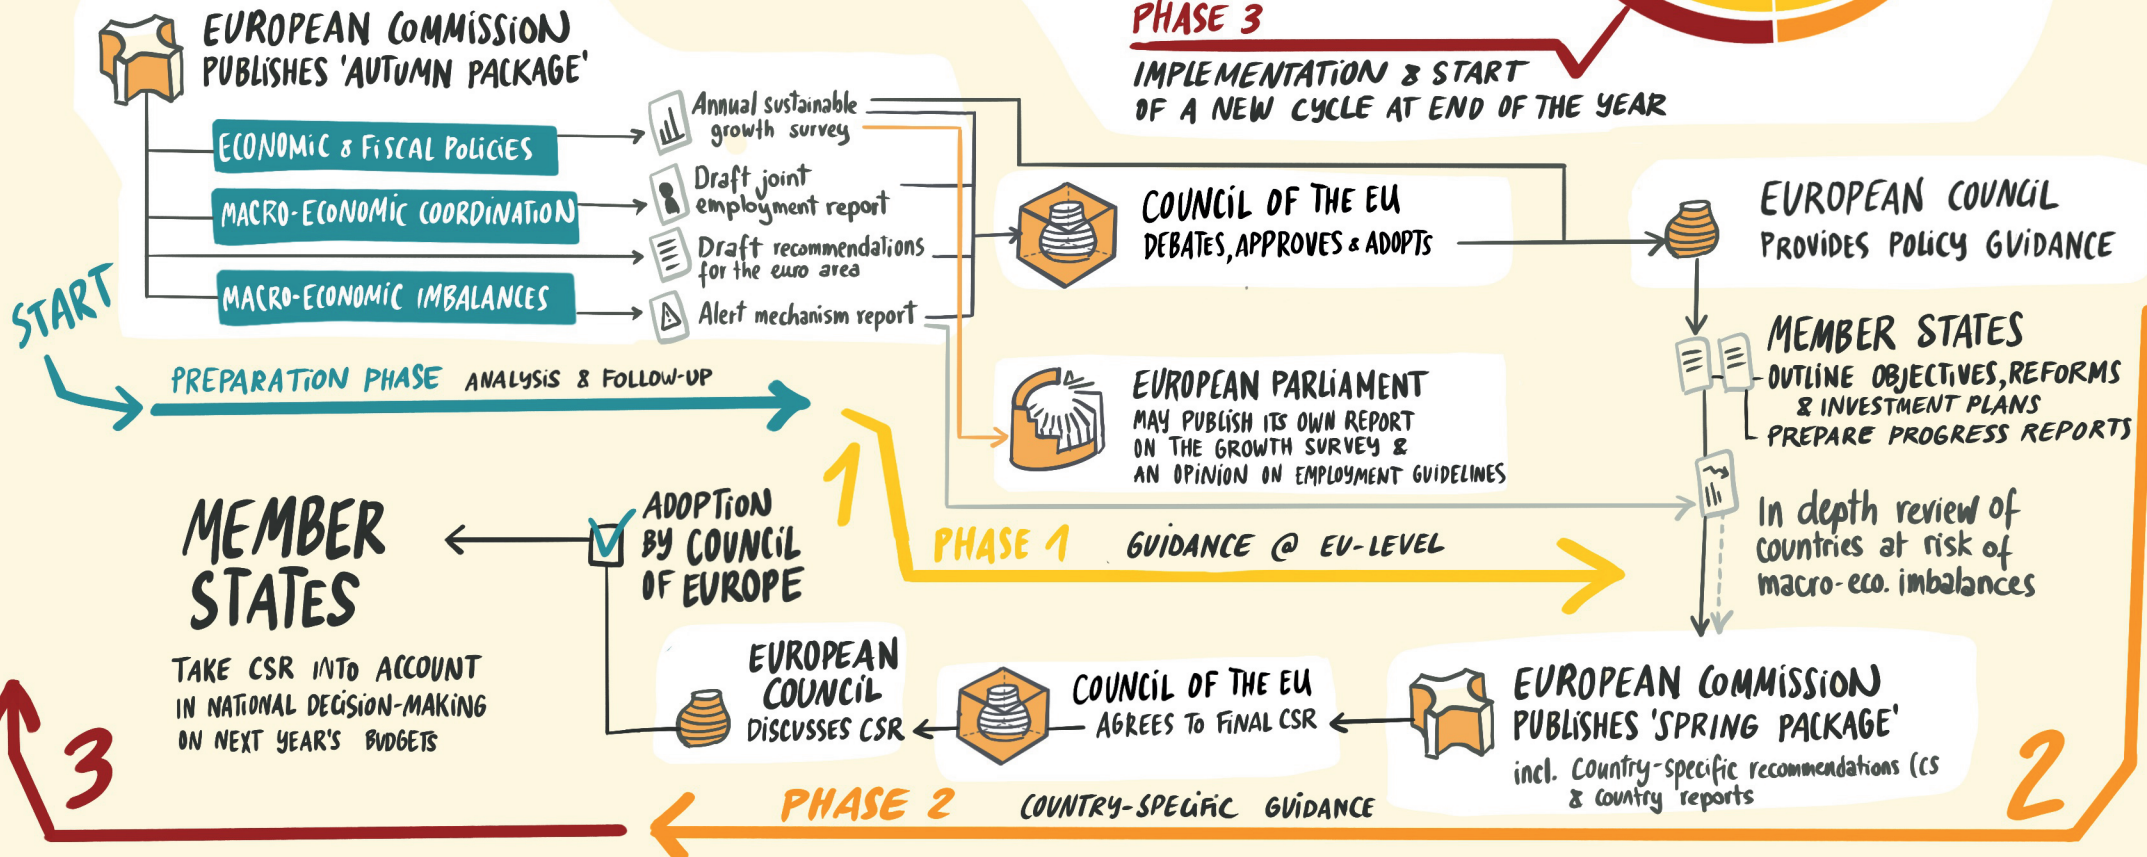 EUROPEAN COMMISSION
PUBLISHES 'AUTUMN PACKAGE'
ECONOMIC & FISCAL POLICIES
MACRO-ECONOMIC COORDINATION
MACRO-ECONOMIC IMBALANCES
Annual sustainable
growth survey
Draft joint
employment report
Draft recommendations
for the euro area
Alert mechanism report
START
PREPARATION PHASE ANALYSIS & FOLLOW-UP
PHASE 3
IMPLEMENTATION & START
OF A NEW CYCLE AT END OF THE YEAR
COUNCIL OF THE EU
DEBATES, APPROVES & ADOPTS
EUROPEAN COUNCIL
PROVIDES POLICY GUIDANCE
EUROPEAN PARLIAMENT
MAY PUBLISH ITS OWN REPORT
ON THE GROWTH SURVEY &
AN OPINION ON EMPLOYMENT GUIDELINES
MEMBER STATES
- OUTLINE OBJECTIVES, REFORMS
& INVESTMENT PLANS
- PREPARE PROGRESS REPORTS
1
PHASE 1 GUIDANCE @ EU-LEVEL
In depth review of
countries at risk of
macro-eco. imbalances
EUROPEAN COMMISSION
PUBLISHES 'SPRING PACKAGE'
incl. Country-specific recommendations (CS
& country reports
2
COUNCIL OF THE EU
AGREES TO FINAL CSR
EUROPEAN
COUNCIL
DISCUSSES CSR
PHASE 2 COUNTRY-SPECIFIC GUIDANCE
ADOPTION
BY COUNCIL
OF EUROPE
MEMBER
STATES
TAKE CSR INTO ACCOUNT
IN NATIONAL DECISION-MAKING
ON NEXT YEAR'S BUDGETS
3